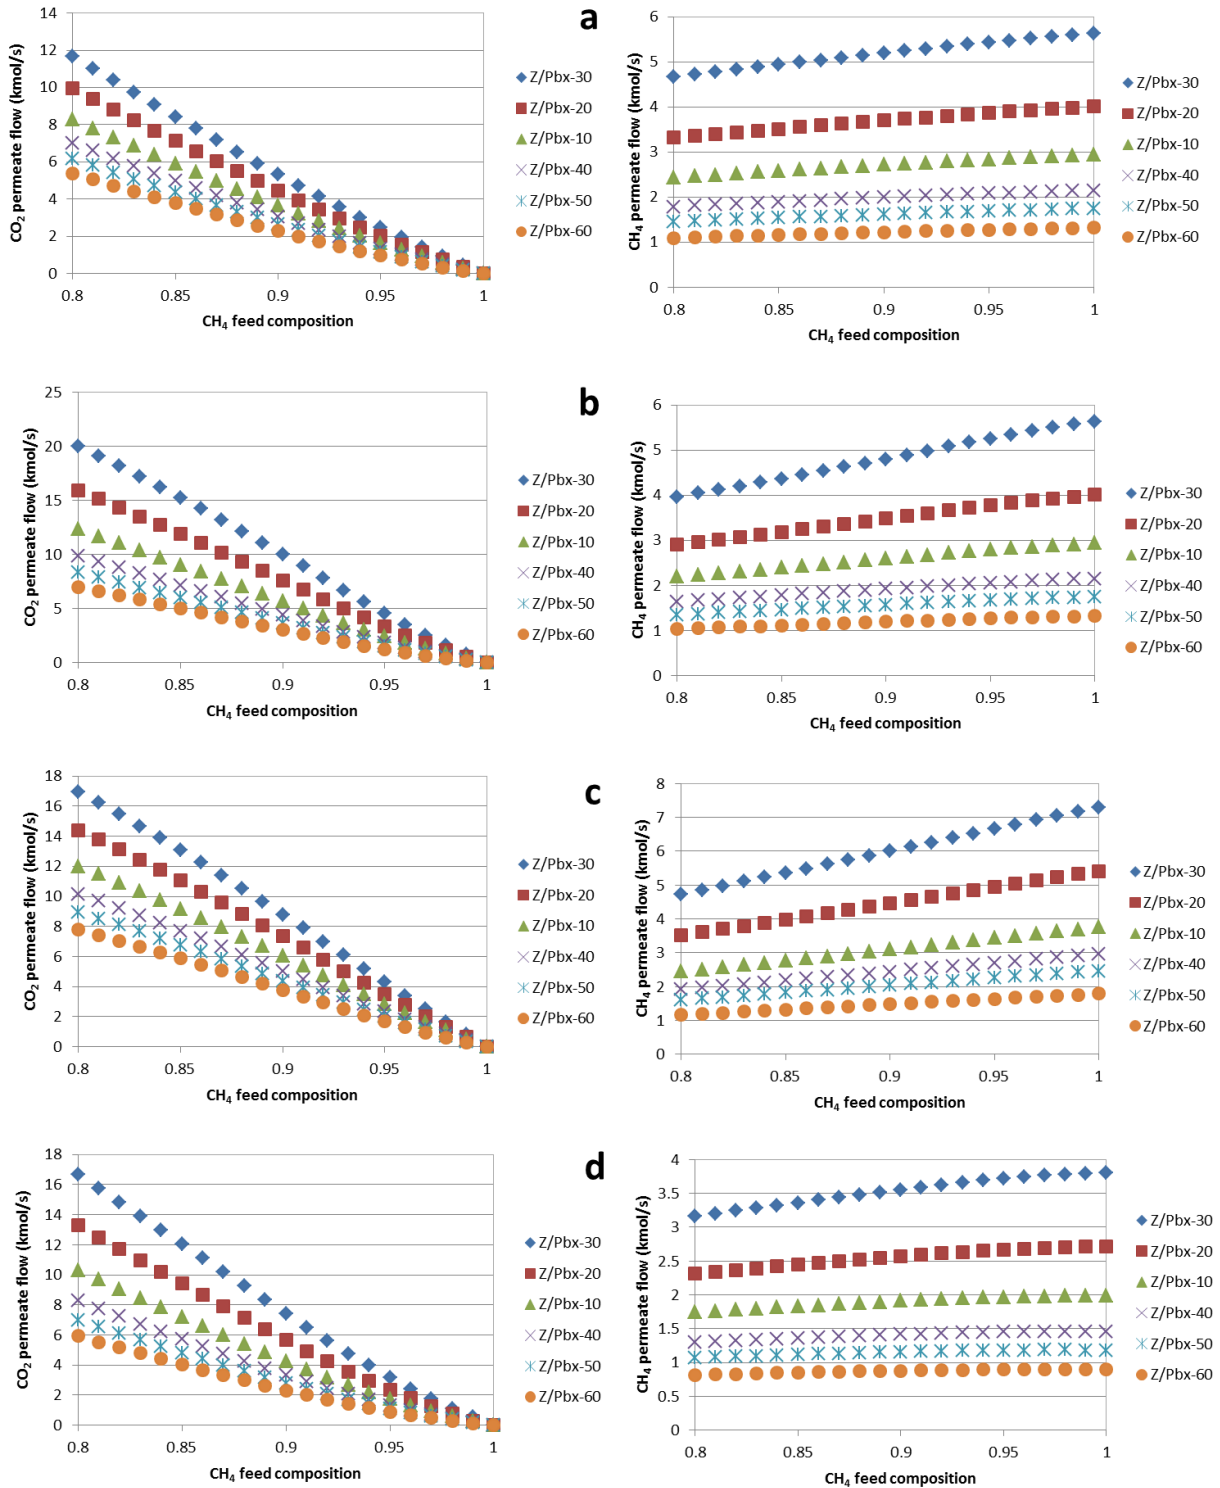 a
CO2 permeate flow (kmol/s)
14
12
10
8
6
4
2
0
0.8 0.85 0.9 0.95 1
CH4 feed composition
Z/Pbx-30
Z/Pbx-20
Z/Pbx-10
Z/Pbx-40
Z/Pbx-50
Z/Pbx-60
CH4 permeate flow (kmol/s)
6
5
4
3
2
1
0
0.8 0.85 0.9 0.95 1
CH4 feed composition
Z/Pbx-30
Z/Pbx-20
Z/Pbx-10
Z/Pbx-40
Z/Pbx-50
Z/Pbx-60
b
CO2 permeate flow (kmol/s)
25
20
15
10
5
0
0.8 0.85 0.9 0.95 1
CH4 feed composition
Z/Pbx-30
Z/Pbx-20
Z/Pbx-10
Z/Pbx-40
Z/Pbx-50
Z/Pbx-60
CH4 permeate flow (kmol/s)
6
5
4
3
2
1
0
0.8 0.85 0.9 0.95 1
CH4 feed composition
Z/Pbx-30
Z/Pbx-20
Z/Pbx-10
Z/Pbx-40
Z/Pbx-50
Z/Pbx-60
c
CO2 permeate flow (kmol/s)
18
16
14
12
10
8
6
4
2
0
0.8 0.85 0.9 0.95 1
CH4 feed composition
Z/Pbx-30
Z/Pbx-20
Z/Pbx-10
Z/Pbx-40
Z/Pbx-50
Z/Pbx-60
CH4 permeate flow (kmol/s)
8
7
6
5
4
3
2
1
0
0.8 0.85 0.9 0.95 1
CH4 feed composition
Z/Pbx-30
Z/Pbx-20
Z/Pbx-10
Z/Pbx-40
Z/Pbx-50
Z/Pbx-60
d
CO2 permeate flow (kmol/s)
18
16
14
12
10
8
6
4
2
0
0.8 0.85 0.9 0.95 1
CH4 feed composition
Z/Pbx-30
Z/Pbx-20
Z/Pbx-10
Z/Pbx-40
Z/Pbx-50
Z/Pbx-60
CH4 permeate flow (kmol/s)
4
3.5
3
2.5
2
1.5
1
0.5
0
0.8 0.85 0.9 0.95 1
CH4 feed composition
Z/Pbx-30
Z/Pbx-20
Z/Pbx-10
Z/Pbx-40
Z/Pbx-50
Z/Pbx-60